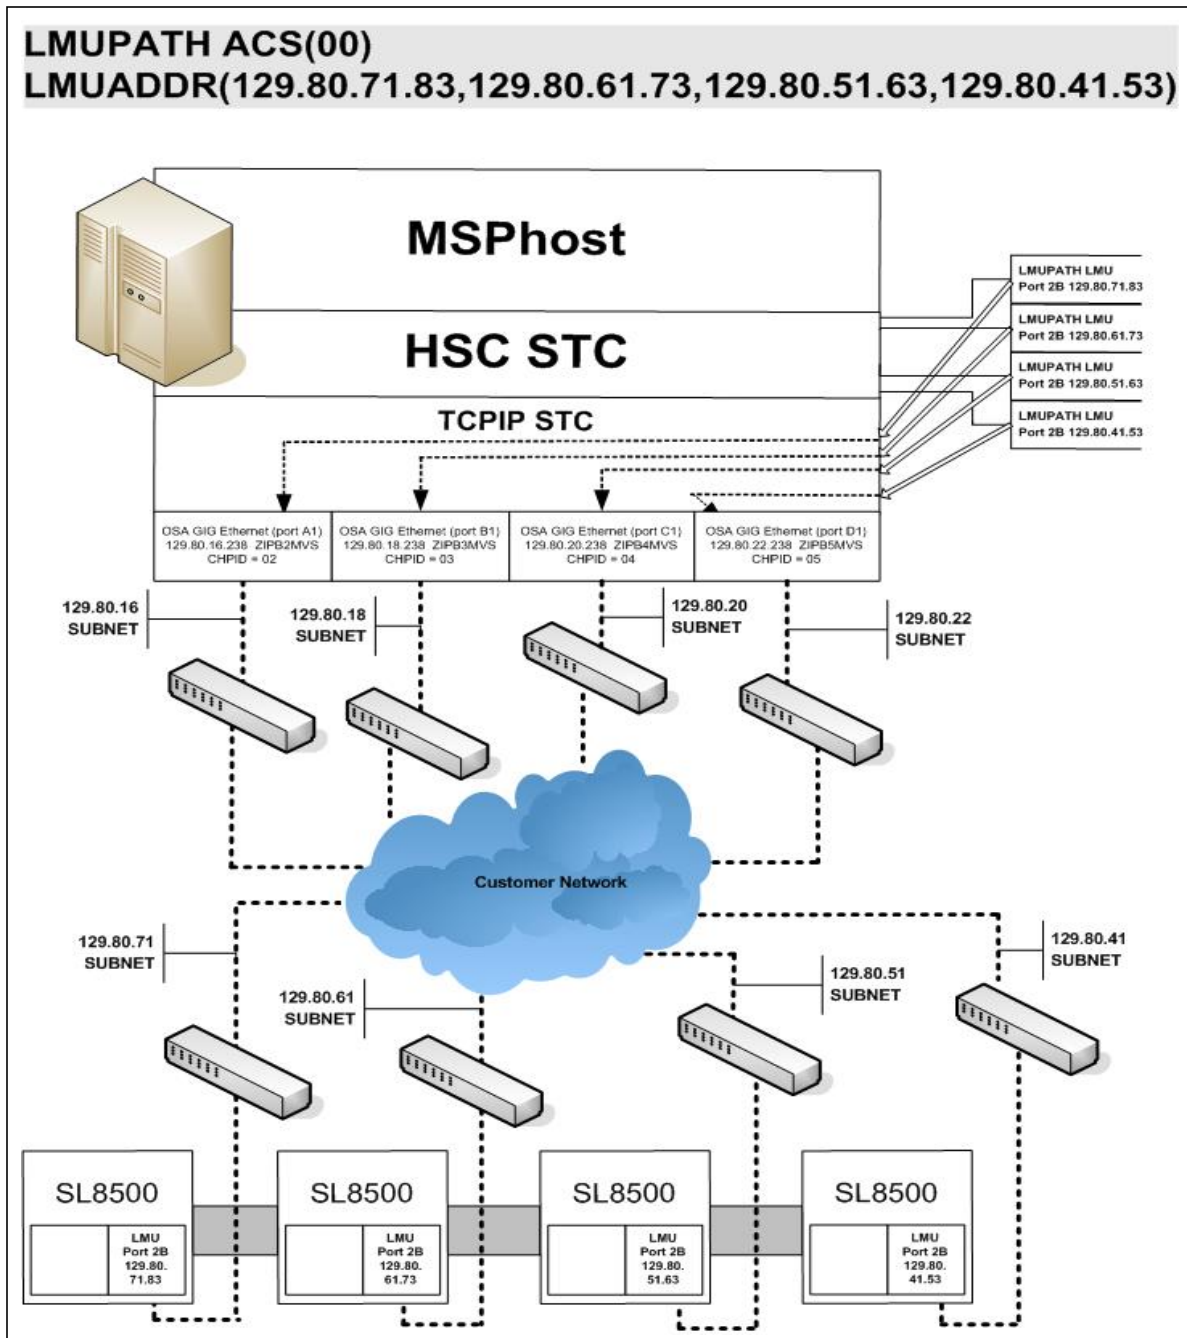 LMUPATH ACS(00)
LMUADDR(129.80.71.83,129.80.61.73,129.80.51.63,129.80.41.53)
MSPhost
HSC STC
TCPIP STC
LMUPATH LMU
Port 2B 129.80.71.83
LMUPATH LMU
Port 2B 129.80.61.73
LMUPATH LMU
Port 2B 129.80.51.63
LMUPATH LMU
Port 2B 129.80.41.53
OSA GIG Ethernet (port A1)
129.80.16.238 ZIPB2MVS
CHPID = 02
OSA GIG Ethernet (port B1)
129.80.18.238 ZIPB3MVS
CHPID = 03
OSA GIG Ethernet (port C1)
129.80.20.238 ZIPB4MVS
CHPID = 04
OSA GIG Ethernet (port D1)
129.80.22.238 ZIPB5MVS
CHPID = 05
129.80.16
SUBNET
129.80.18
SUBNET
129.80.20
SUBNET
129.80.22
SUBNET
Customer Network
129.80.71
SUBNET
129.80.61
SUBNET
129.80.51
SUBNET
129.80.41
SUBNET
SL8500
LMU
Port 2B
129.80.
71.83
SL8500
LMU
Port 2B
129.80.
61.73
SL8500
LMU
Port 2B
129.80.
51.63
SL8500
LMU
Port 2B
129.80.
41.53